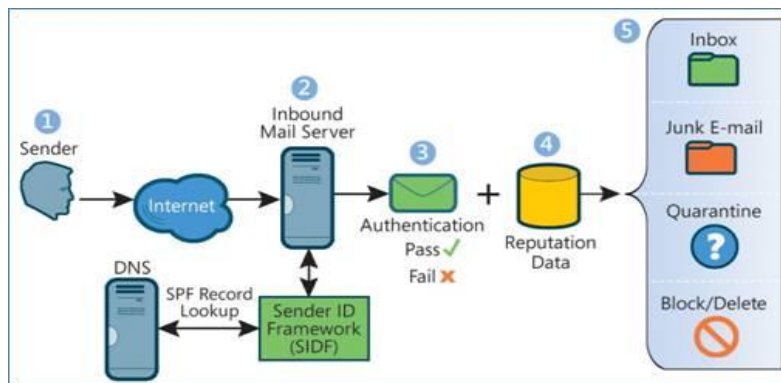 1
Sender
Internet
2
Inbound
Mail Server
DNS
SPF Record
Lookup
Sender ID
Framework
(SIDF)
3
Authentication
Pass ✓
Fail ✗
+
4
Reputation
Data
5
Inbox
Junk E-mail
Quarantine
?
Block/Delete